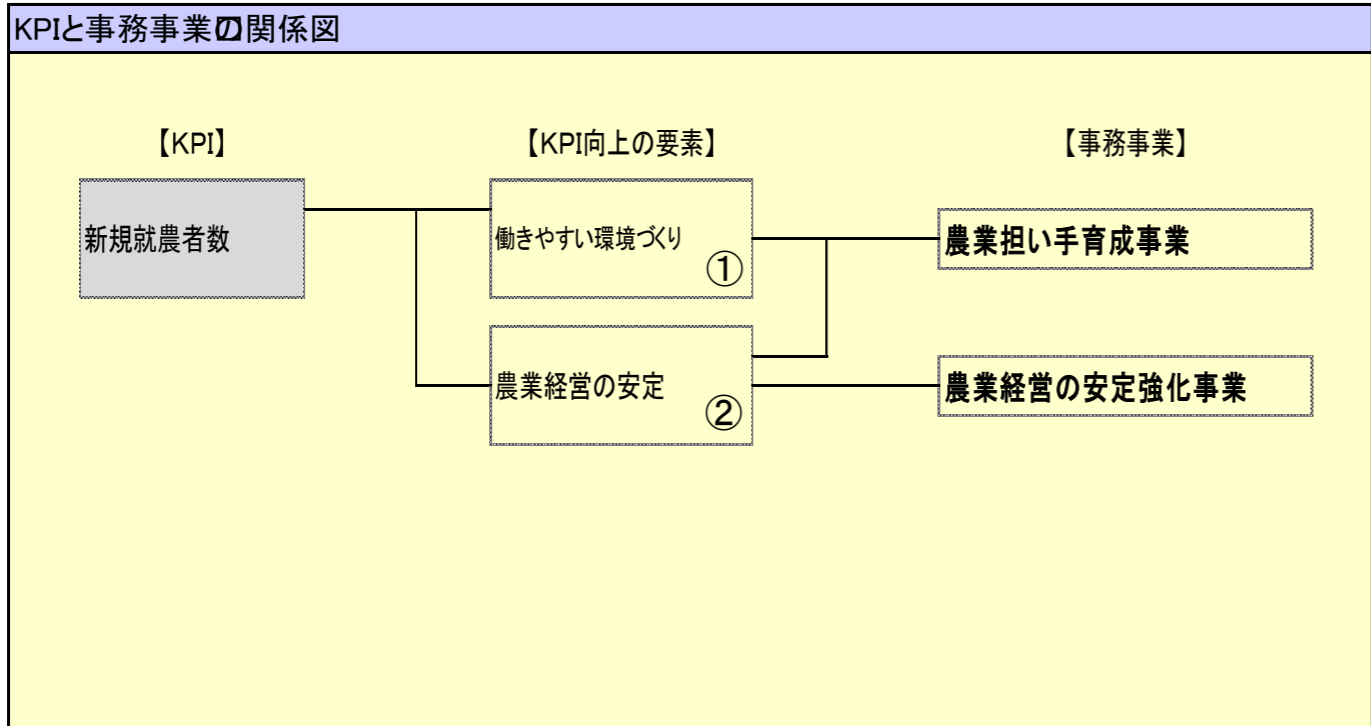 KPIと事務事業の関係図
【KPI】
【KPI向上の要素】
【事務事業】
新規就農者数
働きやすい環境づくり
①
農業担い手育成事業
農業経営の安定
②
農業経営の安定強化事業